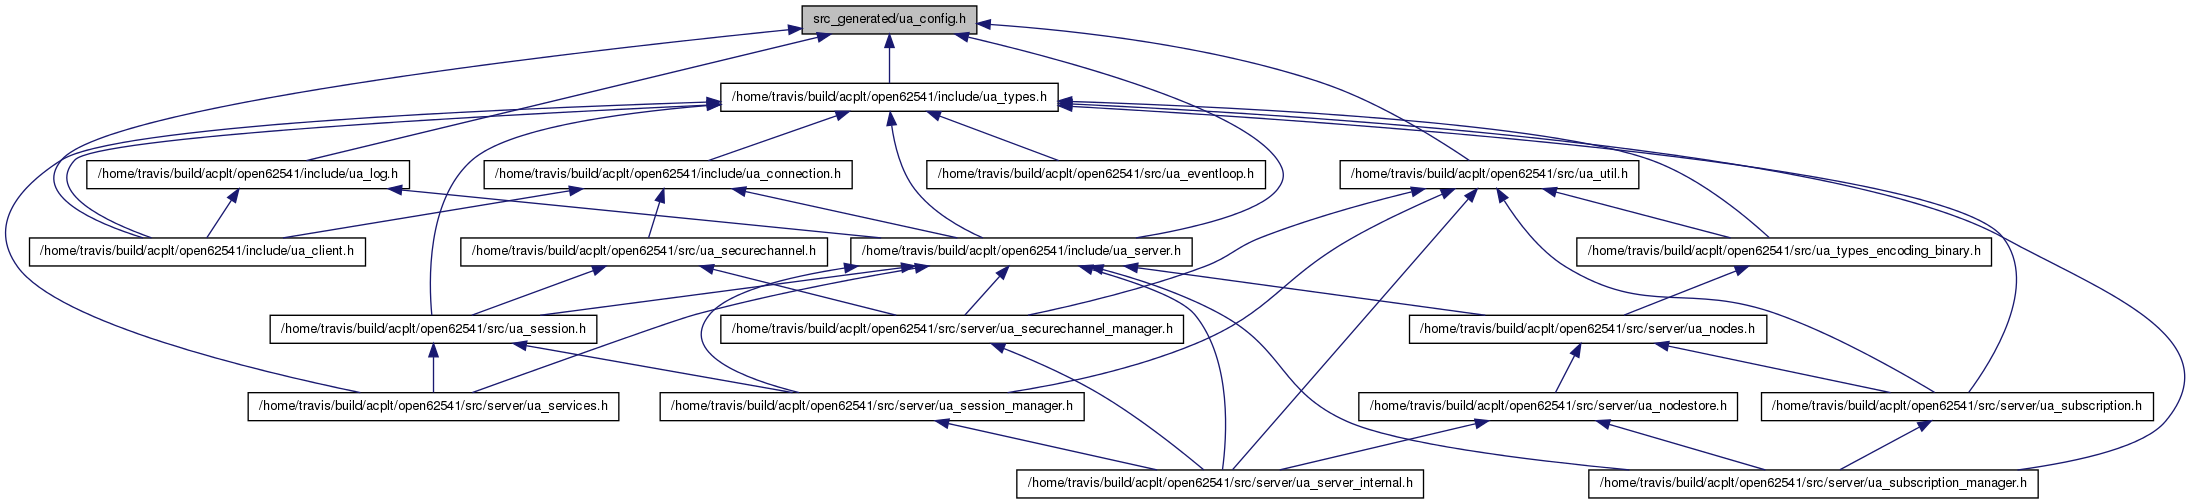 src_generated/ua_config.h
/home/travis/build/acplt/open62541/include/ua_types.h
/home/travis/build/acplt/open62541/include/ua_log.h
/home/travis/build/acplt/open62541/include/ua_connection.h
/home/travis/build/acplt/open62541/src/ua_eventloop.h
/home/travis/build/acplt/open62541/src/ua_util.h
/home/travis/build/acplt/open62541/include/ua_client.h
/home/travis/build/acplt/open62541/src/ua_securechannel.h
/home/travis/build/acplt/open62541/include/ua_server.h
/home/travis/build/acplt/open62541/src/ua_types_encoding_binary.h
/home/travis/build/acplt/open62541/src/ua_session.h
/home/travis/build/acplt/open62541/src/server/ua_securechannel_manager.h
/home/travis/build/acplt/open62541/src/server/ua_nodes.h
/home/travis/build/acplt/open62541/src/server/ua_services.h
/home/travis/build/acplt/open62541/src/server/ua_session_manager.h
/home/travis/build/acplt/open62541/src/server/ua_nodestore.h
/home/travis/build/acplt/open62541/src/server/ua_subscription.h
/home/travis/build/acplt/open62541/src/server/ua_server_internal.h
/home/travis/build/acplt/open62541/src/server/ua_subscription_manager.h